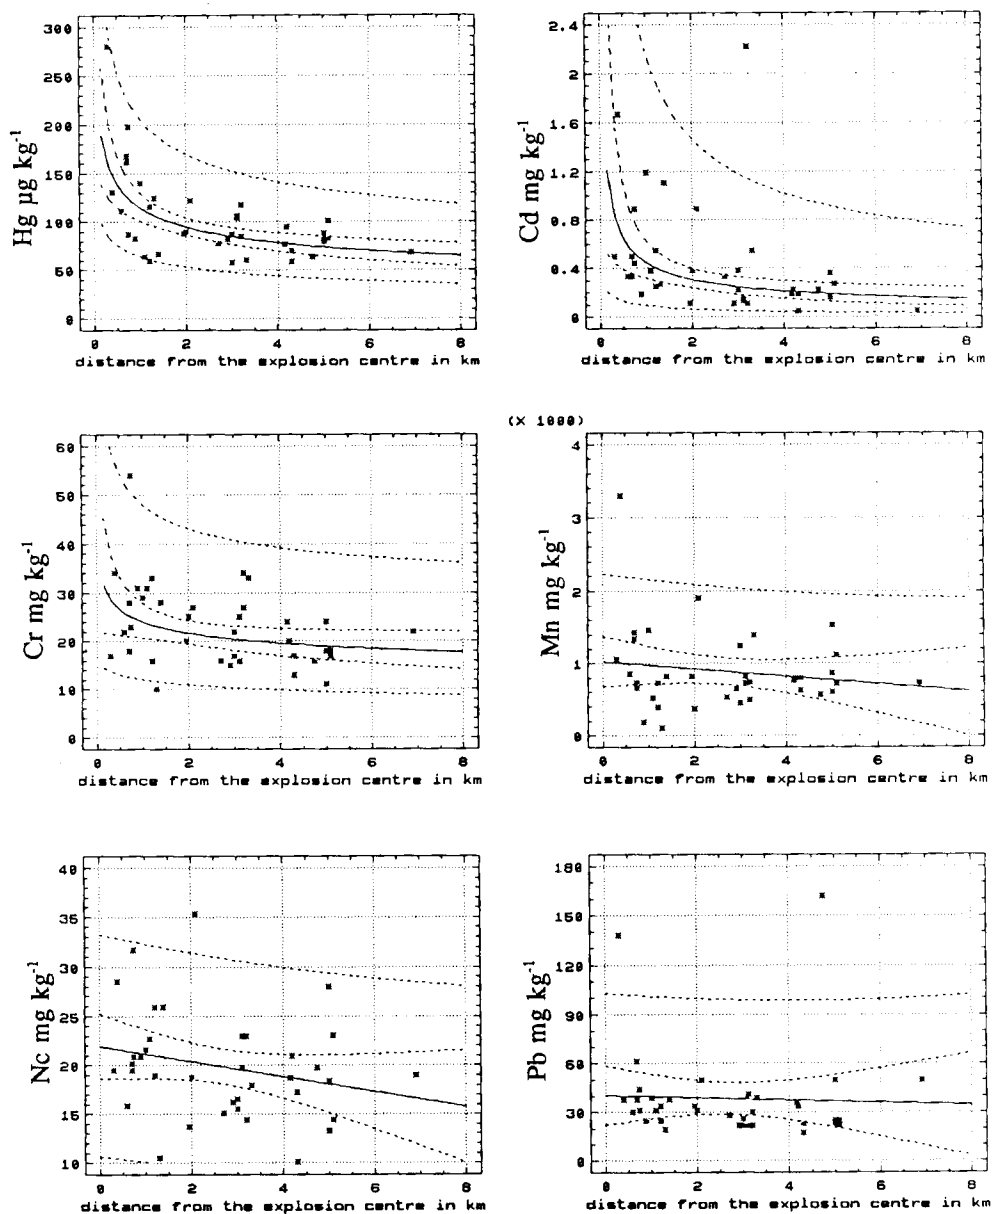 Hg µg kg-1
300
250
200
150
100
50
0
0 2 4 6 8
distance from the explosion centre in km
Cd mg kg-1
2.4
2
1.6
1.2
0.8
0.4
0
0 2 4 6 8
distance from the explosion centre in km
Cr mg kg-1
60
50
40
30
20
10
0
0 2 4 6 8
distance from the explosion centre in km
(X 1000)
Mn mg kg-1
4
3
2
1
0
0 2 4 6 8
distance from the explosion centre in km
Nc mg kg-1
40
35
30
25
20
15
10
0 2 4 6 8
distance from the explosion centre in km
Pb mg kg-1
180
150
120
90
60
30
0
0 2 4 6 8
distance from the explosion centre in km